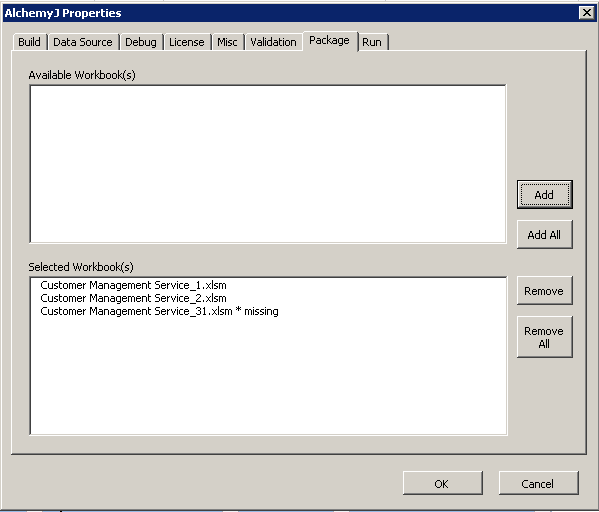 AlchemyJ Properties
Build Data Source Debug License Misc Validation Package Run
Available Workbook(s)
Add
Add All
Selected Workbook(s)
Customer Management Service_1.xlsm
Customer Management Service_2.xlsm
Customer Management Service_31.xlsm * missing
Remove
Remove
All
OK Cancel